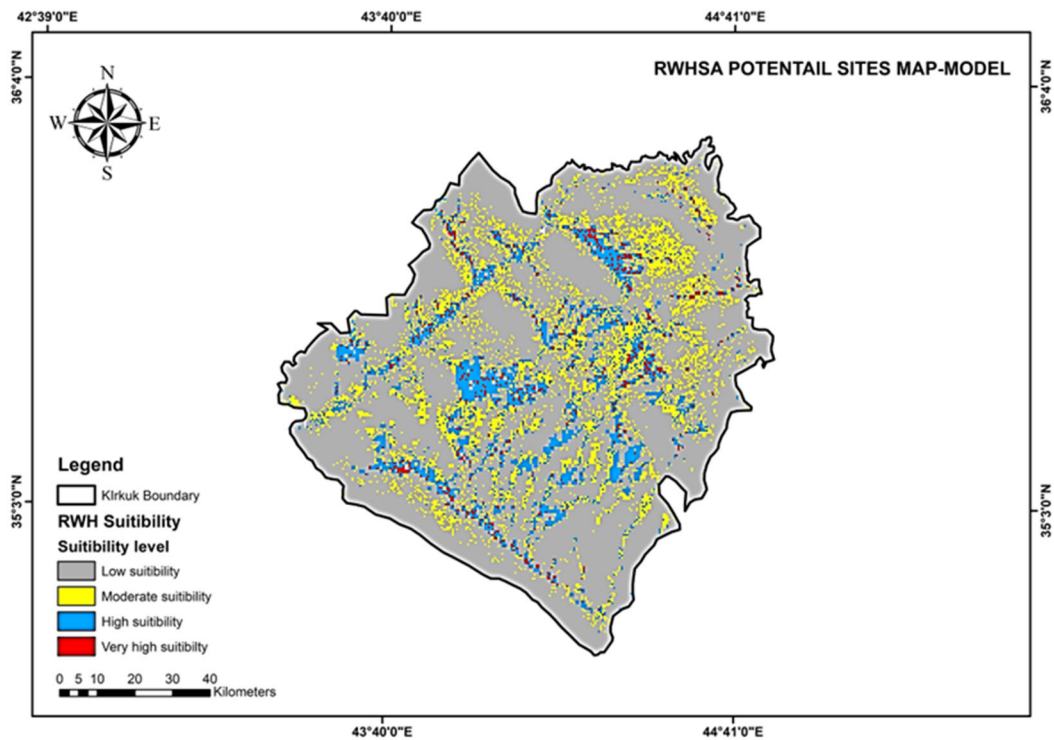 42°39'0"E 43°40'0"E 44°41'0"E
36°4'0"N
36°4'0"N
RWHSA POTENTAIL SITES MAP-MODEL
N
W E
S
35°3'0"N
35°3'0"N
Legend
KIrkuk Boundary
RWH Suitibility
Suitibility level
Low suitibility
Moderate suitibility
High suitibility
Very high suitibilty
0 5 10 20 30 40
Kilometers
43°40'0"E 44°41'0"E